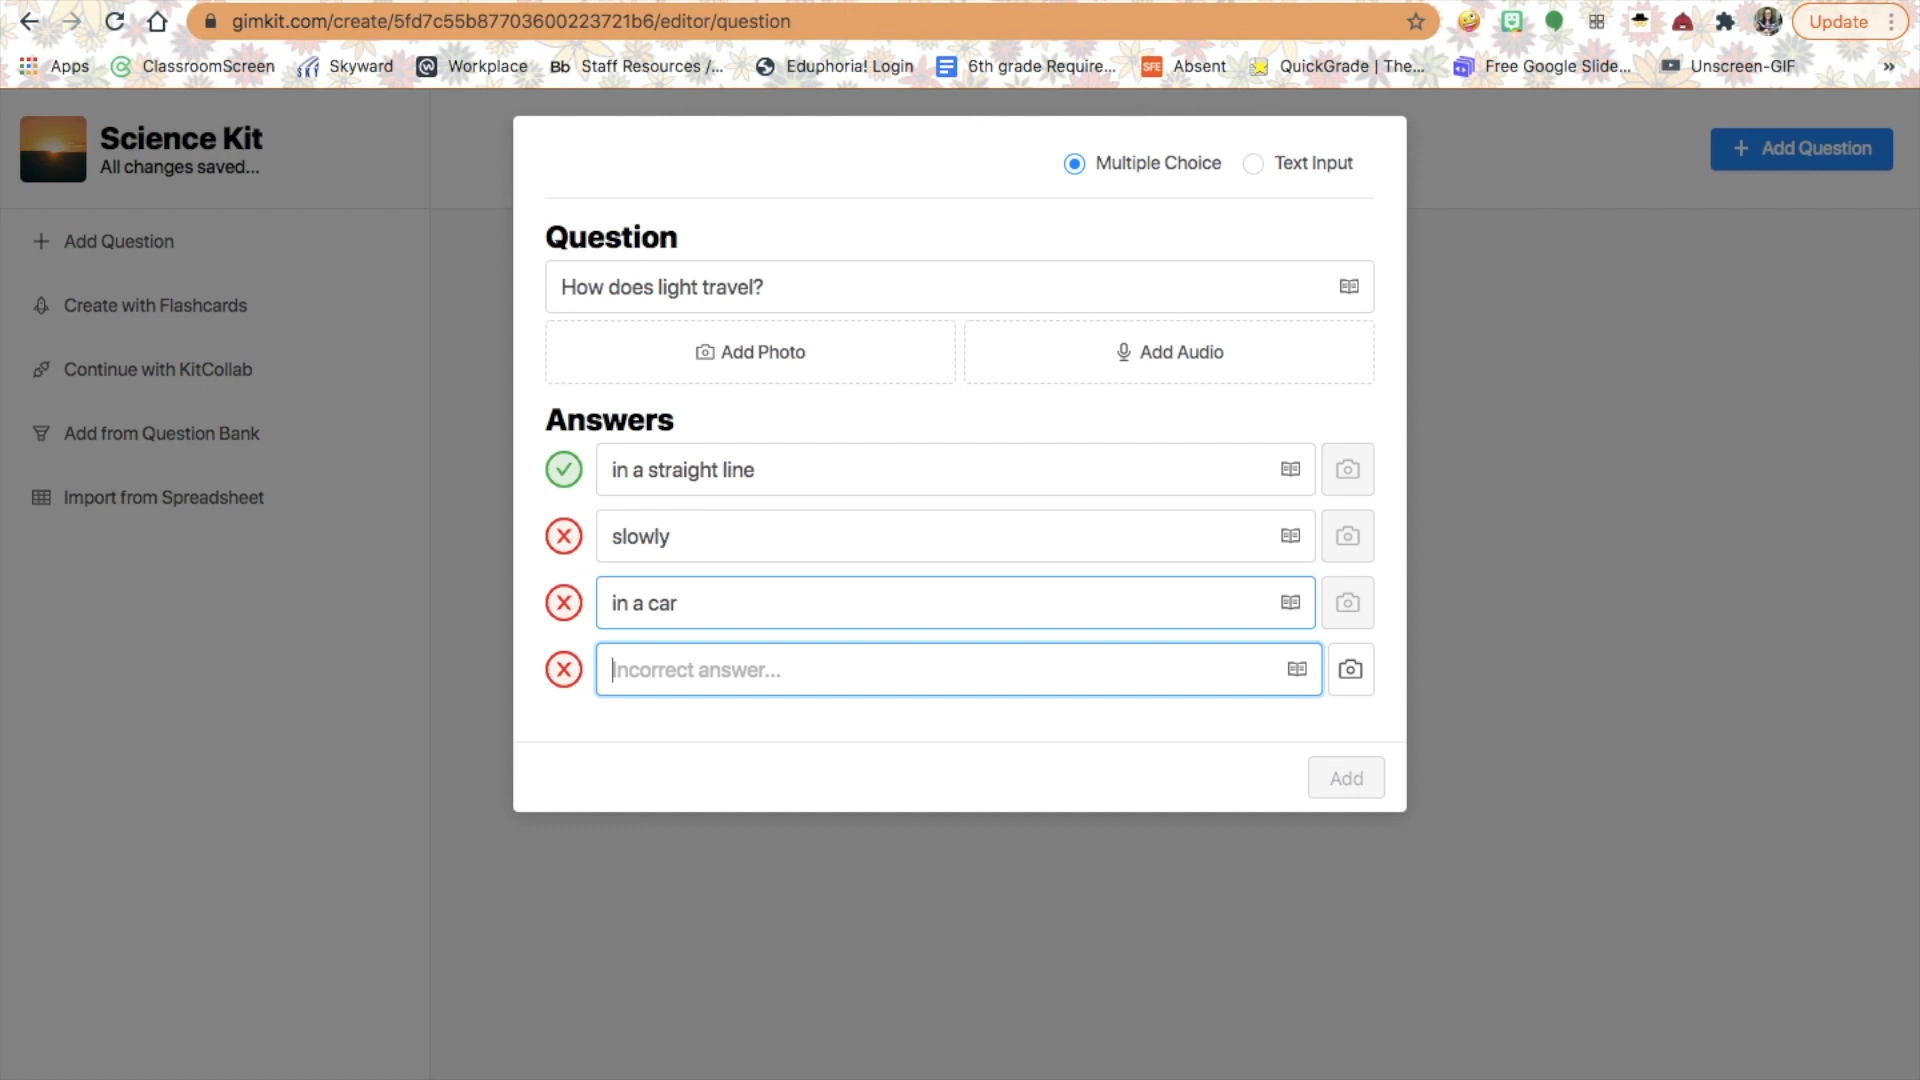 gimkit.com/create/5fd7c55b87703600223721b6/editor/question
Update
Apps
ClassroomScreen
Skyward
Workplace
Bb Staff Resources /...
Eduphoria! Login
6th grade Require...
SFE Absent
QuickGrade | The...
Free Google Slide...
Unscreen-GIF
»
Science Kit
All changes saved...
+ Add Question
Create with Flashcards
Continue with KitCollab
Add from Question Bank
Import from Spreadsheet
+ Add Question
Multiple Choice
Text Input
Question
How does light travel?
Add Photo
Add Audio
Answers
in a straight line
slowly
in a car
Incorrect answer...
Add